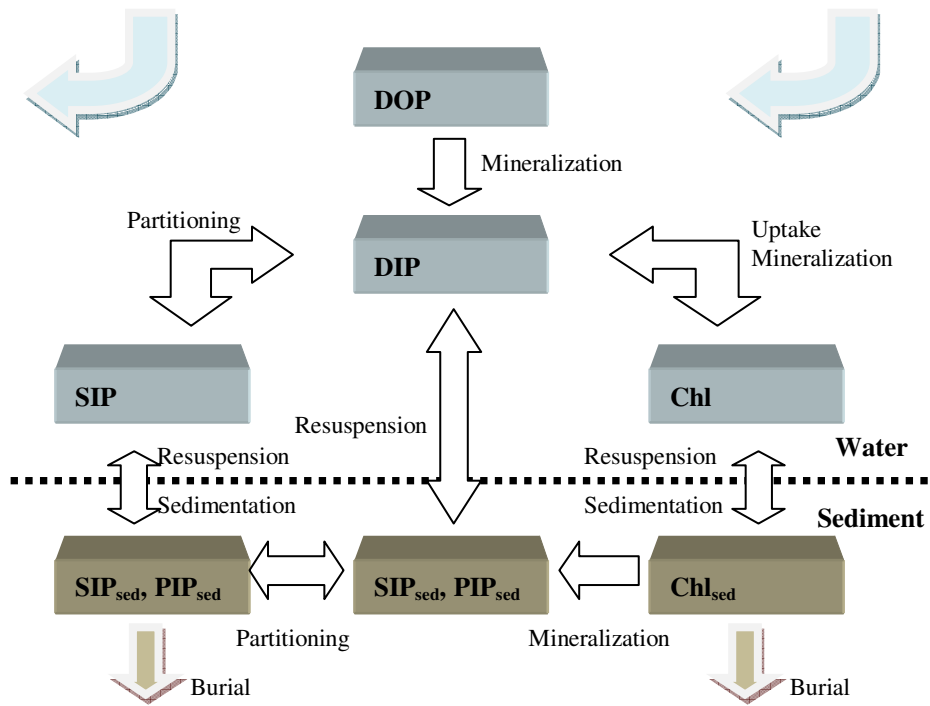 DOP
Mineralization
Partitioning
DIP
Uptake
Mineralization
SIP
Chl
Resuspension
Resuspension
Resuspension
Water
Sedimentation
Sedimentation
Sediment
SIPsed, PIPsed
SIPsed, PIPsed
Chlsed
Partitioning
Mineralization
Burial
Burial